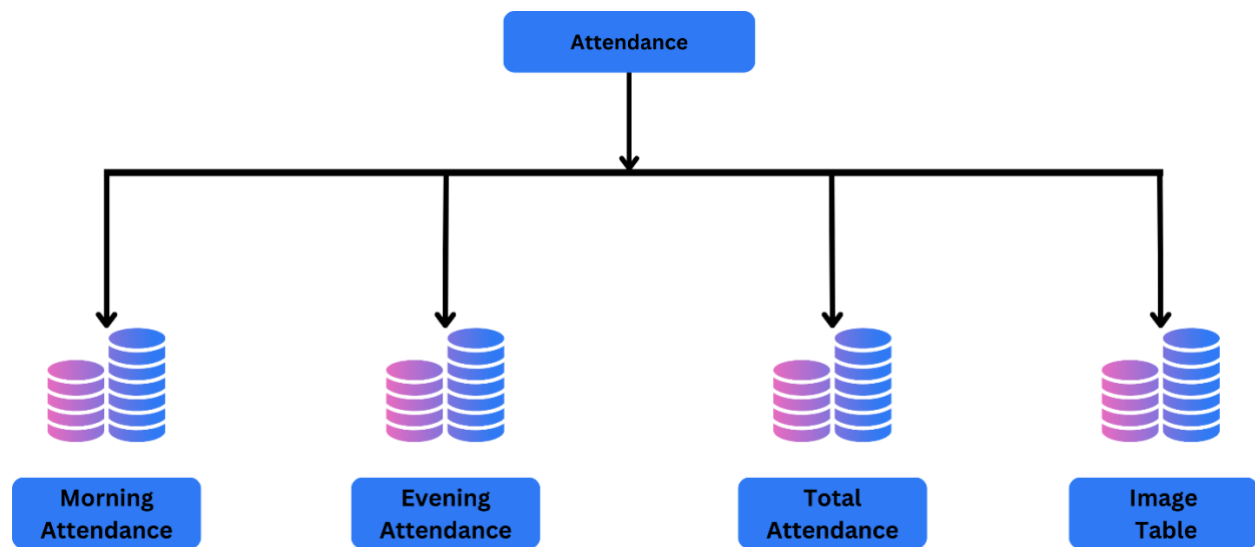 Attendance
Morning
Attendance
Evening
Attendance
Total
Attendance
Image
Table